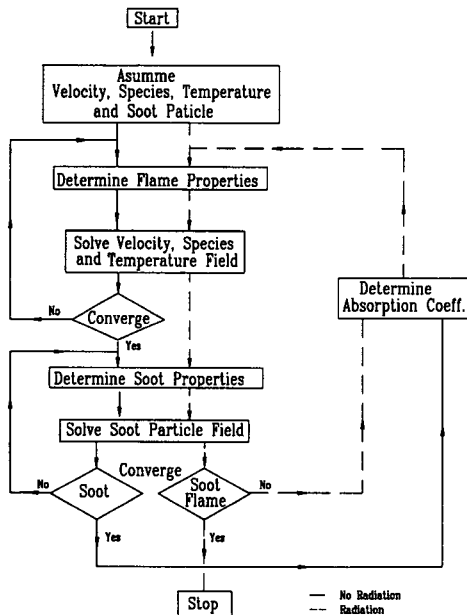 Start
Asumme
Velocity, Species, Temperature
and Soot Paticle
Determine Flame Properties
Solve Velocity, Species
and Temperature Field
Determine
Absorption Coeff.
No
Converge
Yes
Determine Soot Properties
Solve Soot Particle Field
Converge
No
Soot
Soot
Flame
No
Yes
Yes
Stop
No Radiation
Radiation